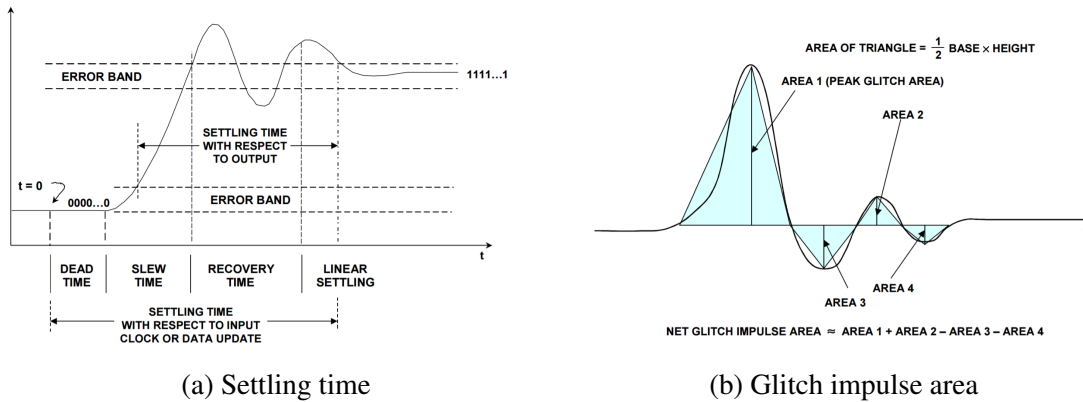 ERROR BAND
1111...1
SETTLING TIME
WITH RESPECT
TO OUTPUT
t = 0
0000...0
ERROR BAND
t
DEAD
TIME
SLEW
TIME
RECOVERY
TIME
LINEAR
SETTLING
SETTLING TIME
WITH RESPECT TO INPUT
CLOCK OR DATA UPDATE
(a) Settling time
AREA OF TRIANGLE = 1/2 BASE × HEIGHT
AREA 1 (PEAK GLITCH AREA)
AREA 2
AREA 4
AREA 3
NET GLITCH IMPULSE AREA ≈ AREA 1 + AREA 2 – AREA 3 – AREA 4
(b) Glitch impulse area